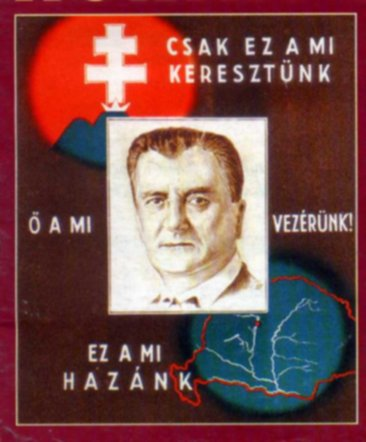 CSAK EZ A MI
KERESZTÜNK
Ő A MI VEZÉRÜNK!
EZ A MI
HAZÁNK